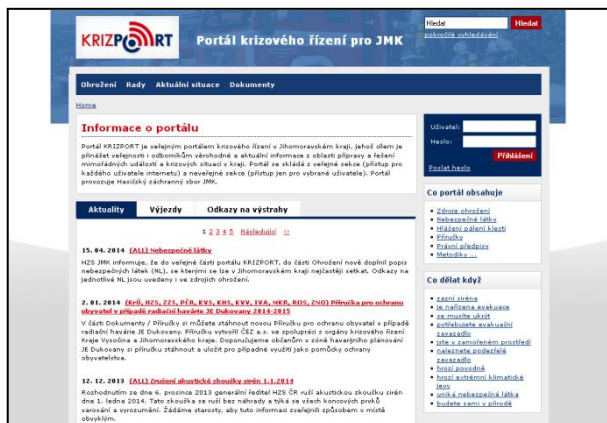 KRIZPORT
Portál krizového řízení pro JMK
Hledat
Hledat
pokročilé vyhledávání
Ohrožení Rady Aktuální situace Dokumenty
Home
Informace o portálu
Portál KRIZPORT je veřejným portálem krizového řízení v Jihomoravském kraji, jehož cílem je
přinášet veřejnosti i odborníkům věrohodné a aktuální informace z oblasti přípravy a řešení
mimořádných událostí a krizových situací v kraji. Portál se skládá z veřejné sekce (přístup pro
každého uživatele internetu) a neveřejné sekce (přístup jen pro vybrané uživatele). Portál
provozuje Hasičský záchranný sbor JMK.
Aktuality Výjezdy Odkazy na výstrahy
1 2 3 4 5 Následující >>
15. 04. 2014 (ALL) Nebezpečné látky
HZS JMK informuje, že do veřejné části portálu KRIZPORT, do části Ohrožení nově doplnil popis
nebezpečných látek (NL), se kterými se lze v Jihomoravském kraji nejčastěji setkat. Odkazy na
jednotlivé NL jsou uvedeny i ve zdrojích ohrožení.
2. 01. 2014 (KrÚ, HZS, ZZS, PČR, KVS, KHS, KVV, IVA, MKR, ROS, ZNO) Příručka pro ochranu
obyvatel v případě radiační havárie JE Dukovany 2014-2015
V části Dokumenty / Příručky si můžete stáhnout novou Příručku pro ochranu obyvatel v případě
radiační havárie JE Dukovany. Příručku vytvořil ČEZ a.s. ve spolupráci s orgány krizového řízení
Kraje Vysočina a Jihomoravského kraje. Doporučujeme občanům v zóně havarijního plánování
JE Dukovany si příručku stáhnout a uložit pro případné využití jako pomůcky ochrany
obyvatelstva.
12. 12. 2013 (ALL) Zrušení akustické zkoušky sirén 1.1.2014
Rozhodnutím ze dne 6. prosince 2013 generální ředitel HZS ČR ruší akustickou zkoušku sirén
dne 1. ledna 2014. Tato zkouška se ruší bez náhrady a týká se všech koncových prvků
varování a vyrozumění. Žádáme starosty, aby tuto informaci zveřejnili způsobem v místě
obvyklým.
Uživatel:
Heslo:
Přihlášení
Poslat heslo
Co portál obsahuje
Zdroje ohrožení
Nebezpečné látky
Hlášení pálení klestí
Příručky
Právní předpisy
Metodiky ...
Co dělat když
zazní siréna
je nařízena evakuace
se musíte ukrýt
potřebujete evakuační
zavazadlo
jste v zamořeném prostředí
naleznete podezřelé
zavazadlo
hrozí povodně
hrozí extrémní klimatické
jevy
uniká nebezpečná látka
budete sami v přírodě